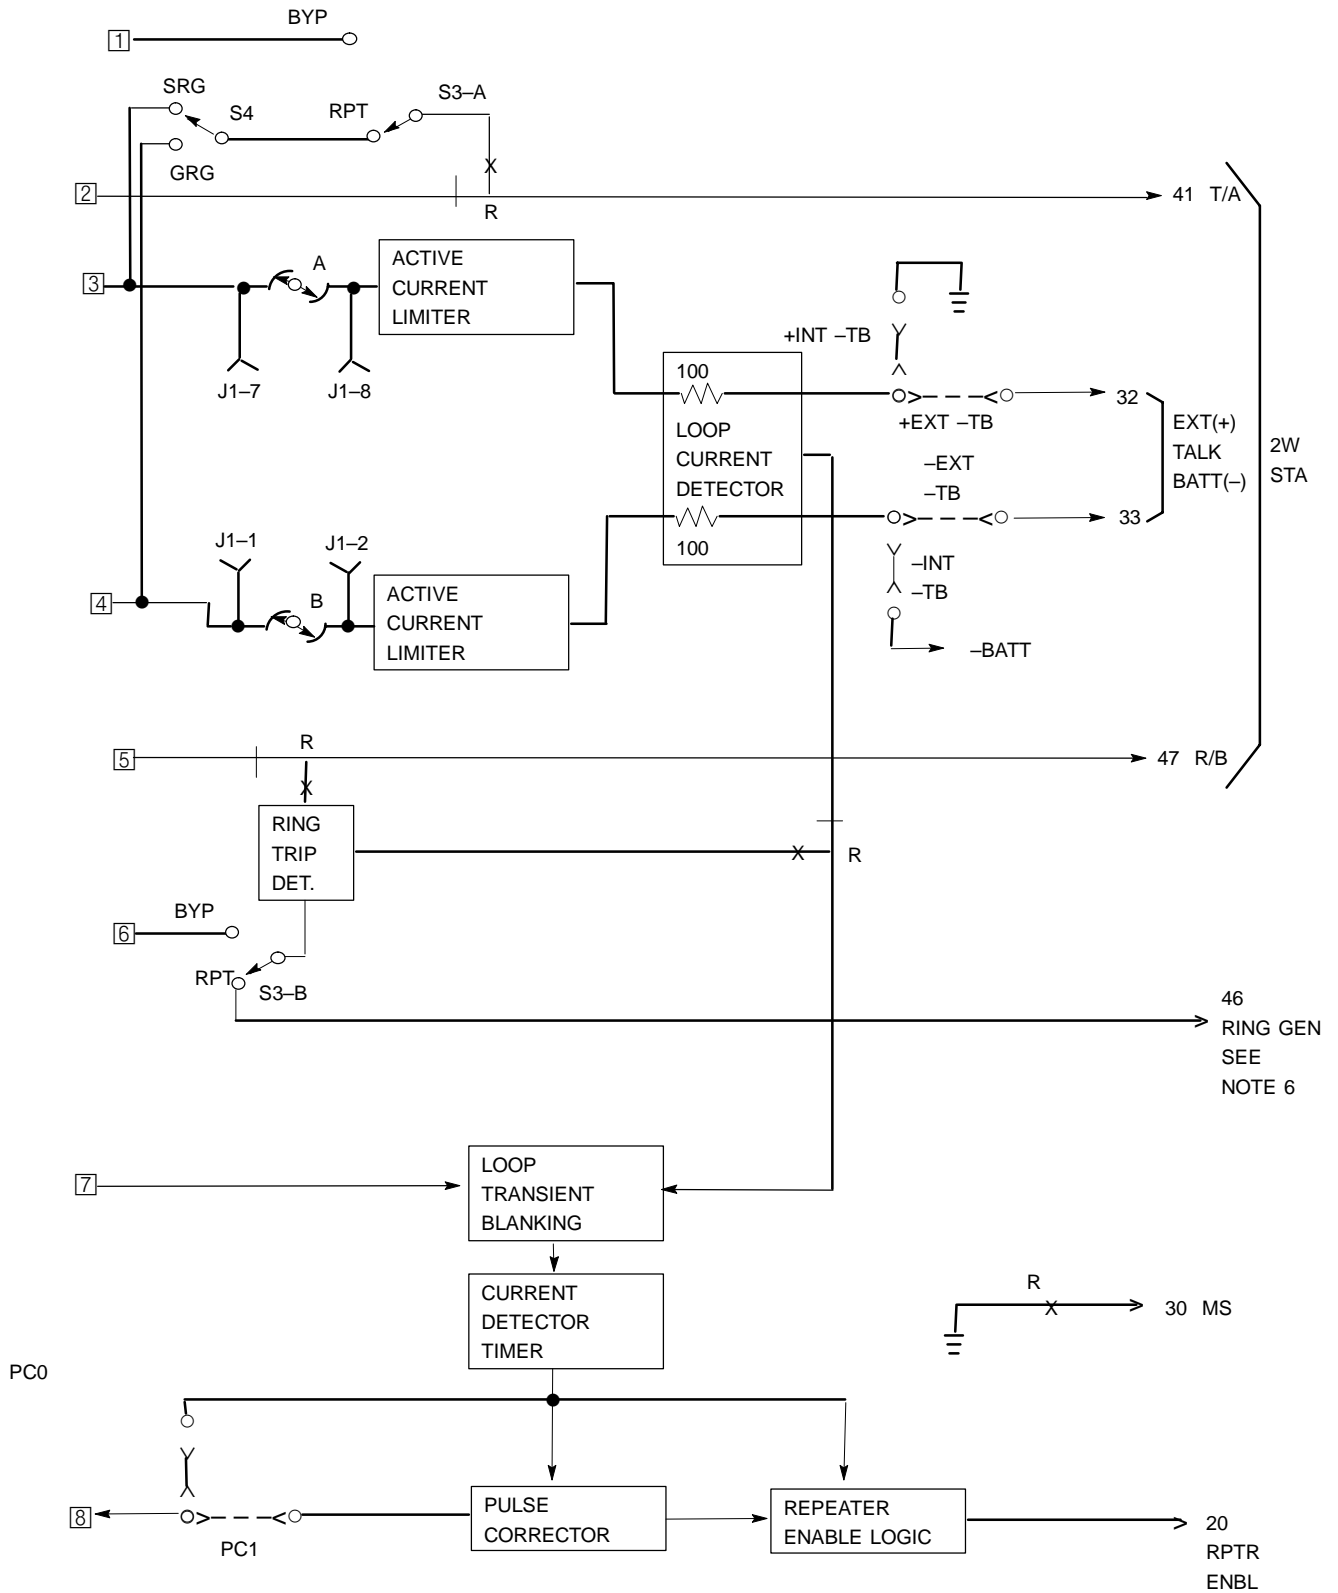 BYP
1
SRG
S4
RPT
S3–A
GRG
X
2
R
41 T/A
3
A
ACTIVE
CURRENT
LIMITER
J1–7
J1–8
+INT –TB
100
LOOP
CURRENT
DETECTOR
100
+EXT –TB
32
–EXT
–TB
33
EXT(+)
TALK
BATT(–)
2W
STA
J1–1
J1–2
4
B
ACTIVE
CURRENT
LIMITER
–INT
–TB
–BATT
5
R
X
47 R/B
RING
TRIP
DET.
X
R
6
BYP
RPT
S3–B
46
RING GEN
SEE
NOTE 6
7
LOOP
TRANSIENT
BLANKING
CURRENT
DETECTOR
TIMER
R
X
30 MS
PC0
8
PC1
PULSE
CORRECTOR
REPEATER
ENABLE LOGIC
20
RPTR
ENBL